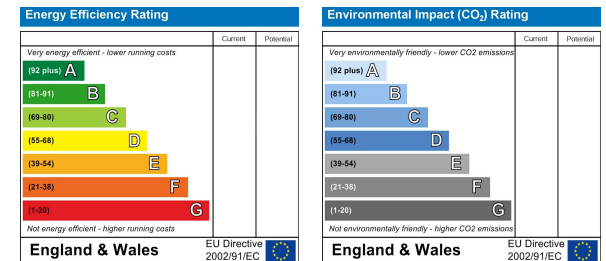 Energy Efficiency Rating
Current Potential
Very energy efficient - lower running costs
(92 plus) A
(81-91) B
(69-80) C
(55-68) D
(39-54) E
(21-38) F
(1-20) G
Not energy efficient - higher running costs
England & Wales
EU Directive
2002/91/EC
Environmental Impact (CO₂) Rating
Current Potential
Very environmentally friendly - lower CO2 emissions
(92 plus) A
(81-91) B
(69-80) C
(55-68) D
(39-54) E
(21-38) F
(1-20) G
Not environmentally friendly - higher CO2 emissions
England & Wales
EU Directive
2002/91/EC